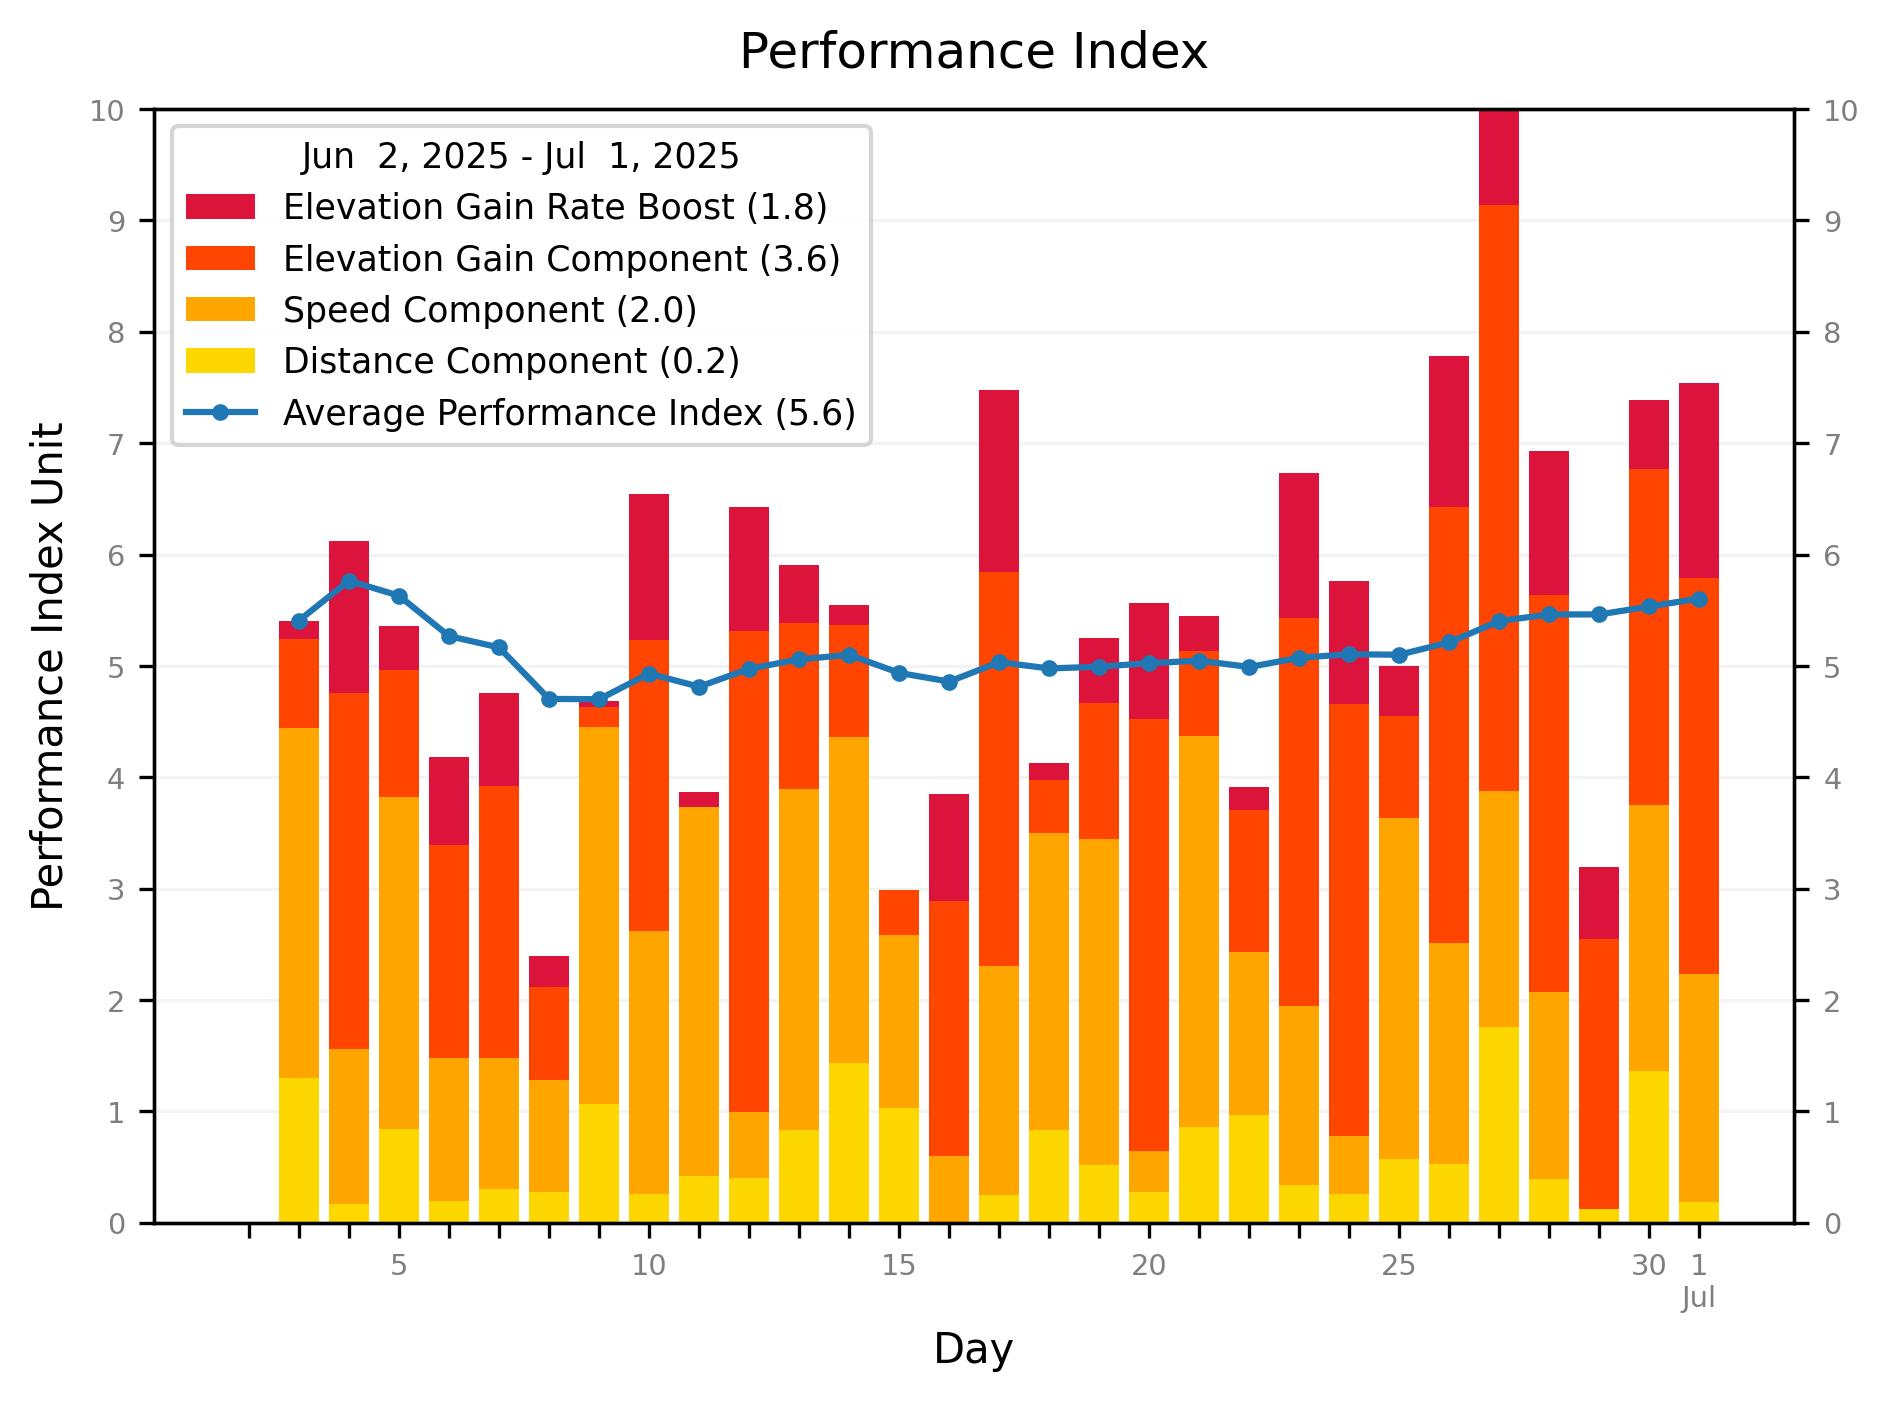 Performance Index
Jun  2, 2025 - Jul  1, 2025
Elevation Gain Rate Boost (1.8)
Elevation Gain Component (3.6)
Speed Component (2.0)
Distance Component (0.2)
Average Performance Index (5.6)
Performance Index Unit
10
9
8
7
6
5
4
3
2
1
0
10
9
8
7
6
5
4
3
2
1
0
5 10 15 20 25 30 1
Jul
Day